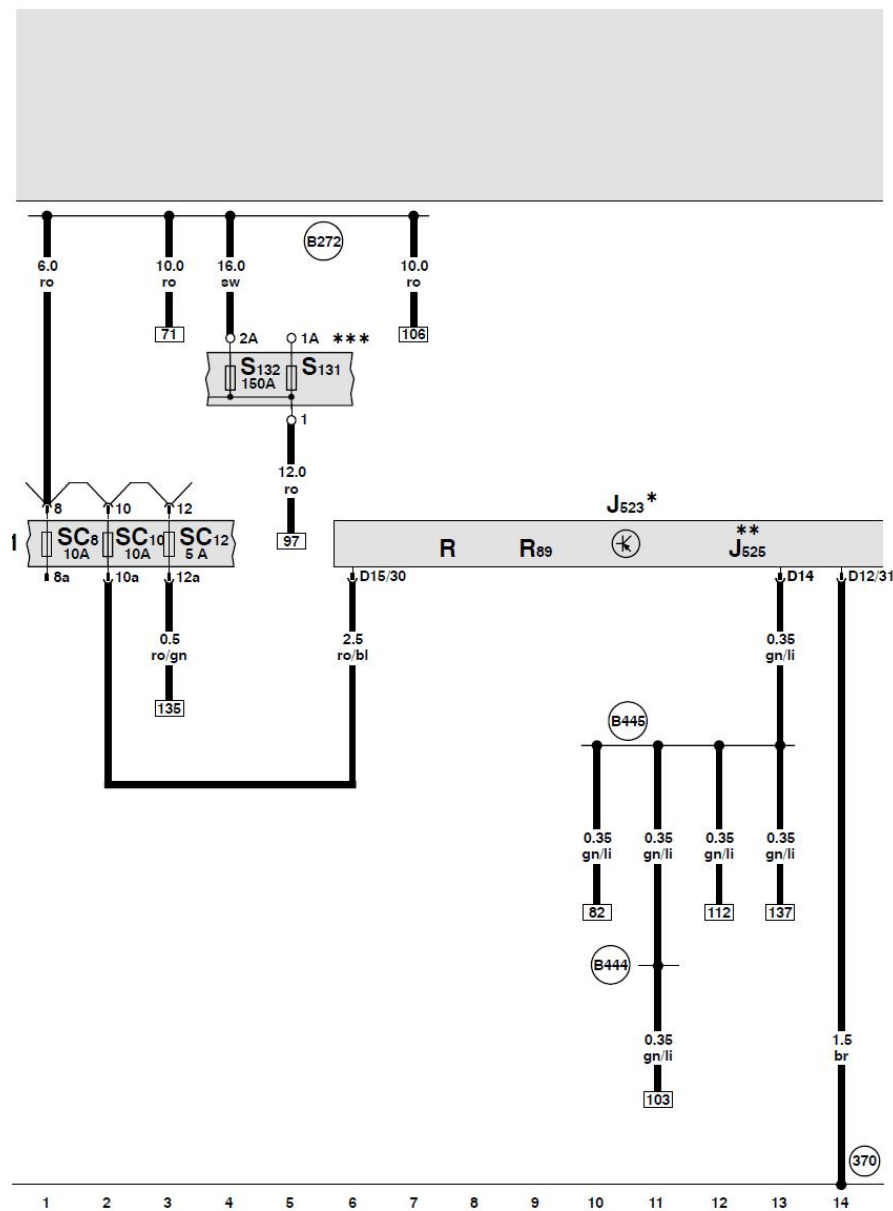 B272
6.0 10.0 16.0 10.0
ro ro sw ro
71 2A 1A *** 106
S132 S131
150A
1
12.0
ro
8 10 12 J523*
SC8 SC10 SC12 97 R R89 ** J525
10A 10A 5 A
8a 10a 12a D15/30 D14 D12/31
0.5 2.5 0.35
ro/gn ro/bl gn/li
135
B445
0.35 0.35 0.35 0.35
gn/li gn/li gn/li gn/li
82 112 137
B444
0.35 1.5
gn/li br
103
370
1 2 3 4 5 6 7 8 9 10 11 12 13 14